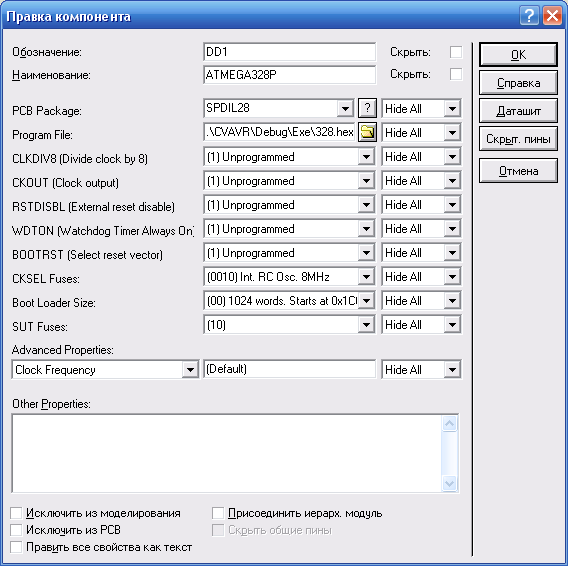 Правка компонента
Обозначение: DD1 Скрыть:
Наименование: ATMEGA328P Скрыть:
PCB Package: SPDIL28 ? Hide All
Program File: .\CVAVR\Debug\Exe\328.hex Hide All
CLKDIV8 (Divide clock by 8) (1) Unprogrammed Hide All
CKOUT (Clock output) (1) Unprogrammed Hide All
RSTDISBL (External reset disable) (1) Unprogrammed Hide All
WDTON (Watchdog Timer Always On) (1) Unprogrammed Hide All
BOOTRST (Select reset vector) (1) Unprogrammed Hide All
CKSEL Fuses: (0010) Int. RC Osc. 8MHz Hide All
Boot Loader Size: (00) 1024 words. Starts at 0x1C Hide All
SUT Fuses: (10) Hide All
Advanced Properties:
Clock Frequency (Default) Hide All
Other Properties:
Исключить из моделирования Присоединить иерарх. модуль
Исключить из PCB Скрыть общие пины
Править все свойства как текст
OK
Справка
Даташит
Скрыт. пины
Отмена